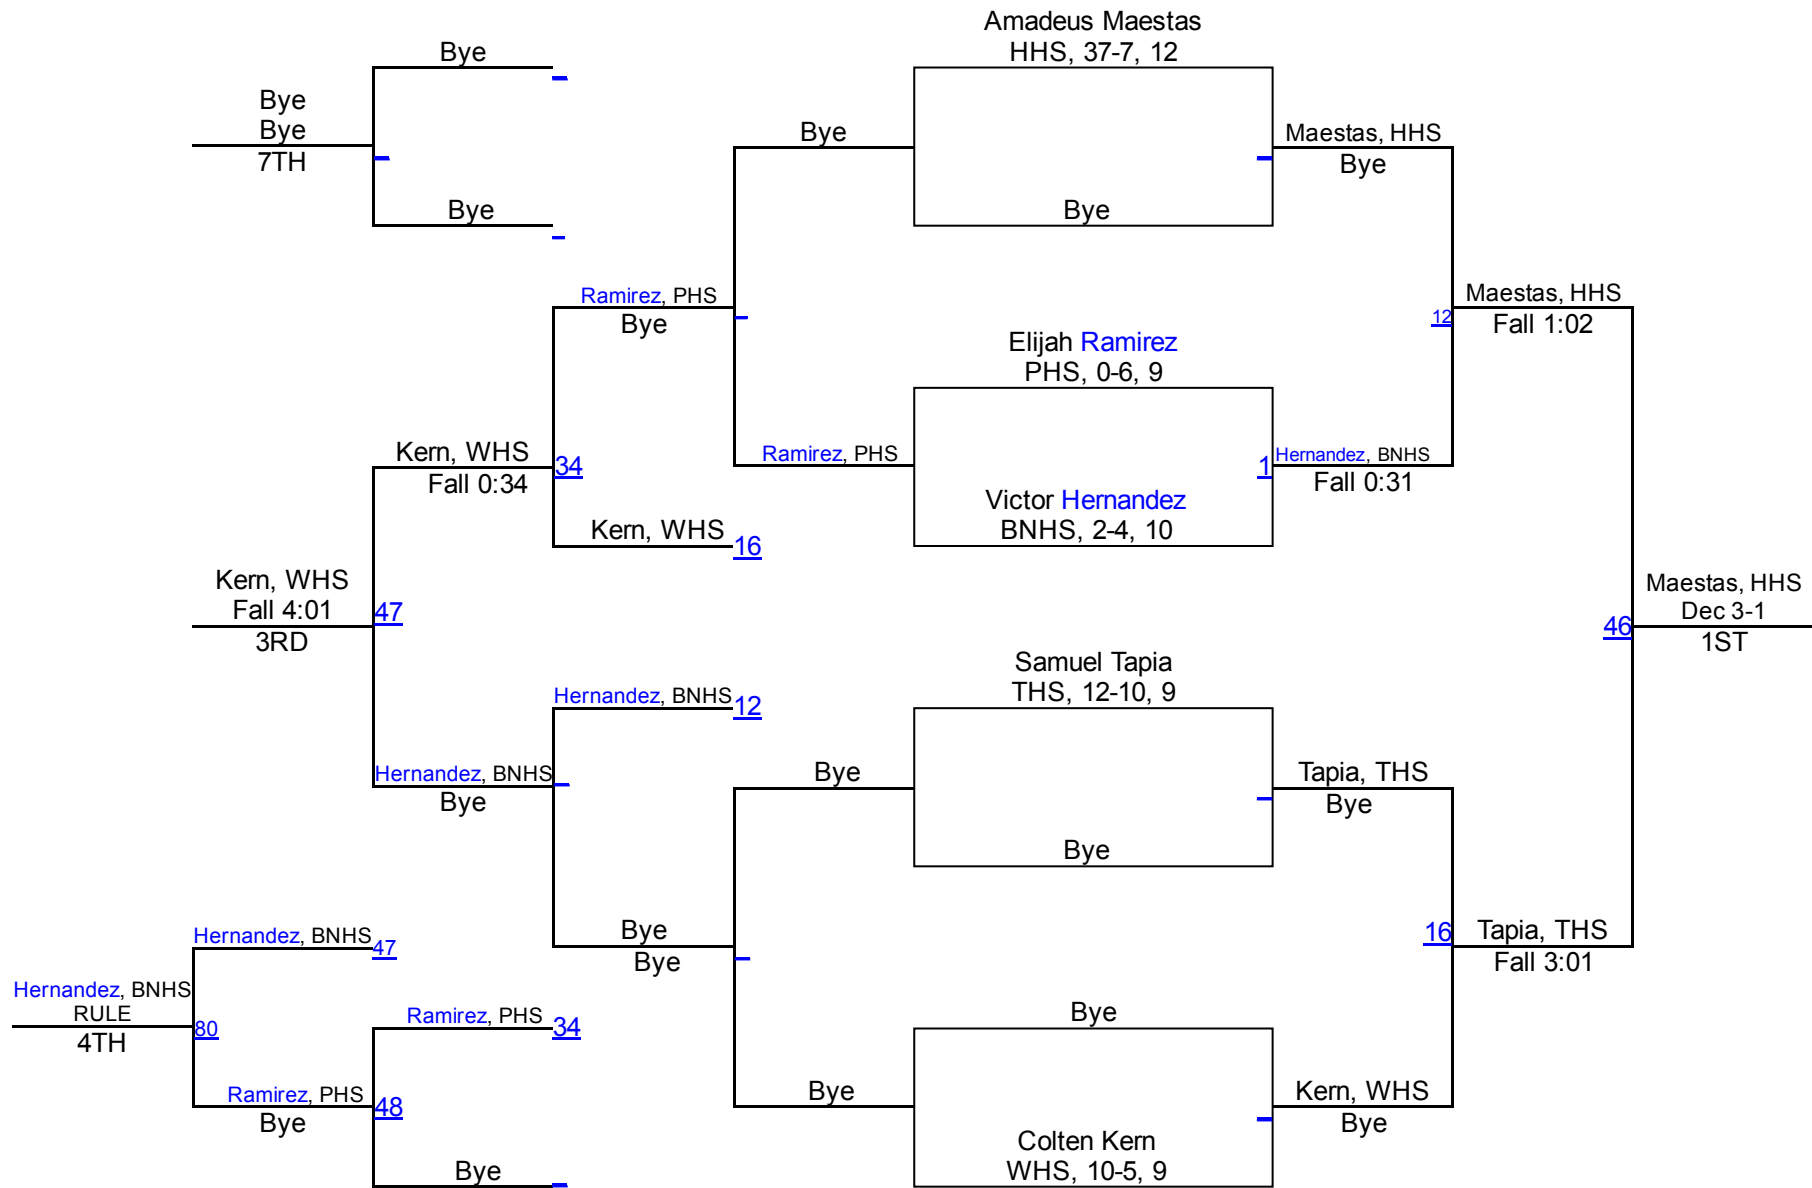 Amadeus Maestas
HHS, 37-7, 12
Bye
Bye
Bye
7TH
Bye
Bye
Bye
Maestas, HHS
Bye
Ramirez, PHS
Bye
12
Maestas, HHS
Fall 1:02
Elijah Ramirez
PHS, 0-6, 9
Kern, WHS
Fall 0:34
34
Ramirez, PHS
1
Hernandez, BNHS
Fall 0:31
Victor Hernandez
BNHS, 2-4, 10
Kern, WHS
16
Kern, WHS
Fall 4:01
3RD
47
46
Maestas, HHS
Dec 3-1
1ST
Samuel Tapia
THS, 12-10, 9
Hernandez, BNHS
12
Hernandez, BNHS
Bye
Bye
Tapia, THS
Bye
Bye
Bye
Bye
16
Tapia, THS
Fall 3:01
Hernandez, BNHS
47
Hernandez, BNHS
RULE
4TH
80
Ramirez, PHS
34
Bye
Ramirez, PHS
Bye
48
Bye
Kern, WHS
Bye
Colten Kern
WHS, 10-5, 9
Bye